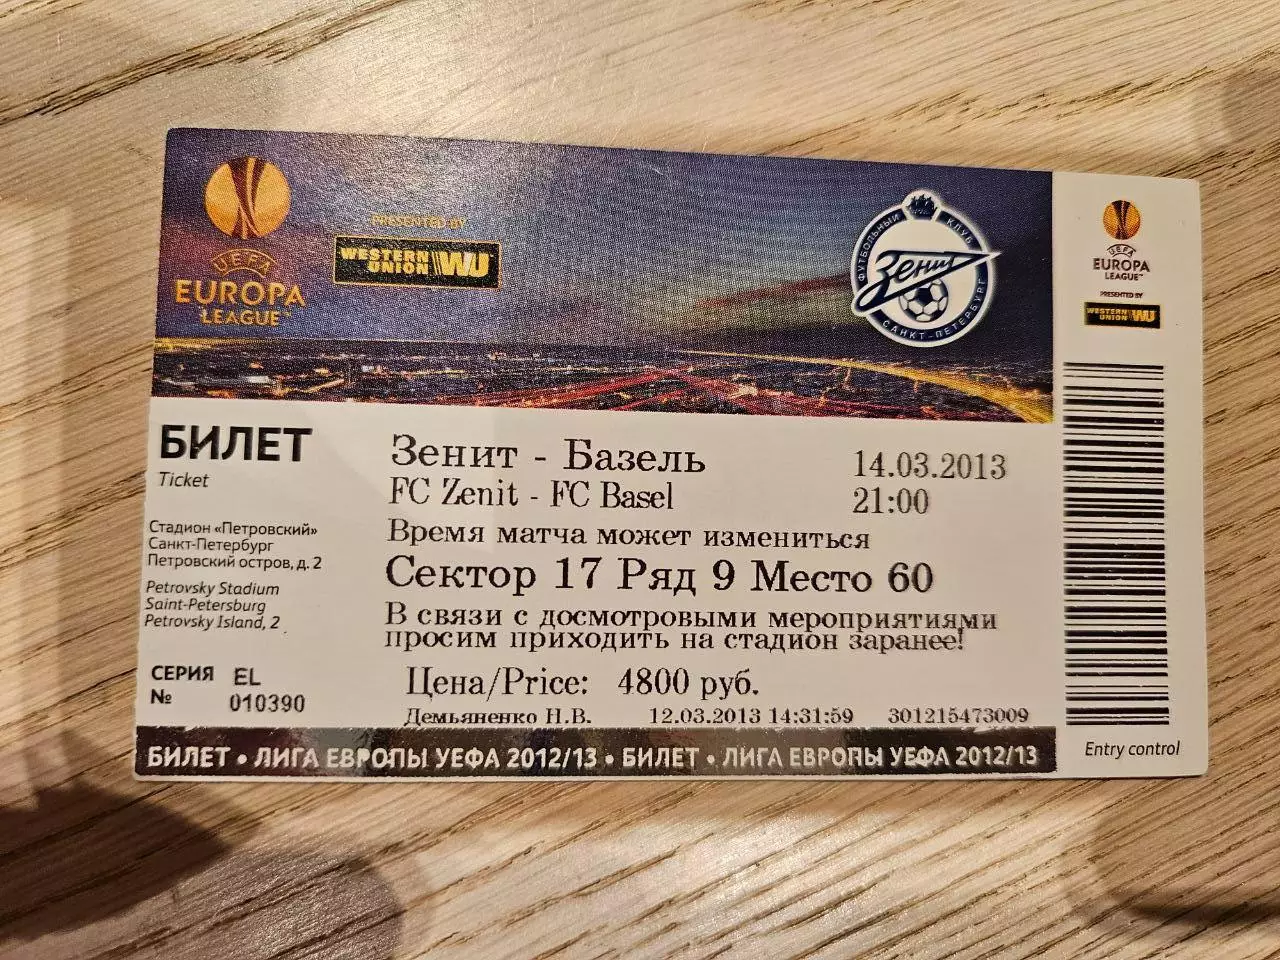 UEFA
EUROPA
LEAGUE™
PRESENTED BY
WESTERN
UNION WU
ФУТБОЛЬНЫЙ КЛУБ
Зенит
САНКТ-ПЕТЕРБУРГ
БИЛЕТ
Ticket
Стадион «Петровский»
Санкт-Петербург
Петровский остров, д. 2
Petrovsky Stadium
Saint-Petersburg
Petrovsky Island, 2
СЕРИЯ EL
№ 010390
Зенит - Базель 14.03.2013
FC Zenit - FC Basel 21:00
Время матча может измениться
Сектор 17 Ряд 9 Место 60
В связи с досмотровыми мероприятиями
просим приходить на стадион заранее!
Цена/Price: 4800 руб.
Демьяненко Н.В. 12.03.2013 14:31:59 301215473009
БИЛЕТ • ЛИГА ЕВРОПЫ УЕФА 2012/13 • БИЛЕТ • ЛИГА ЕВРОПЫ УЕФА 2012/13
UEFA
EUROPA
LEAGUE™
PRESENTED BY
WESTERN
UNION WU
Entry control